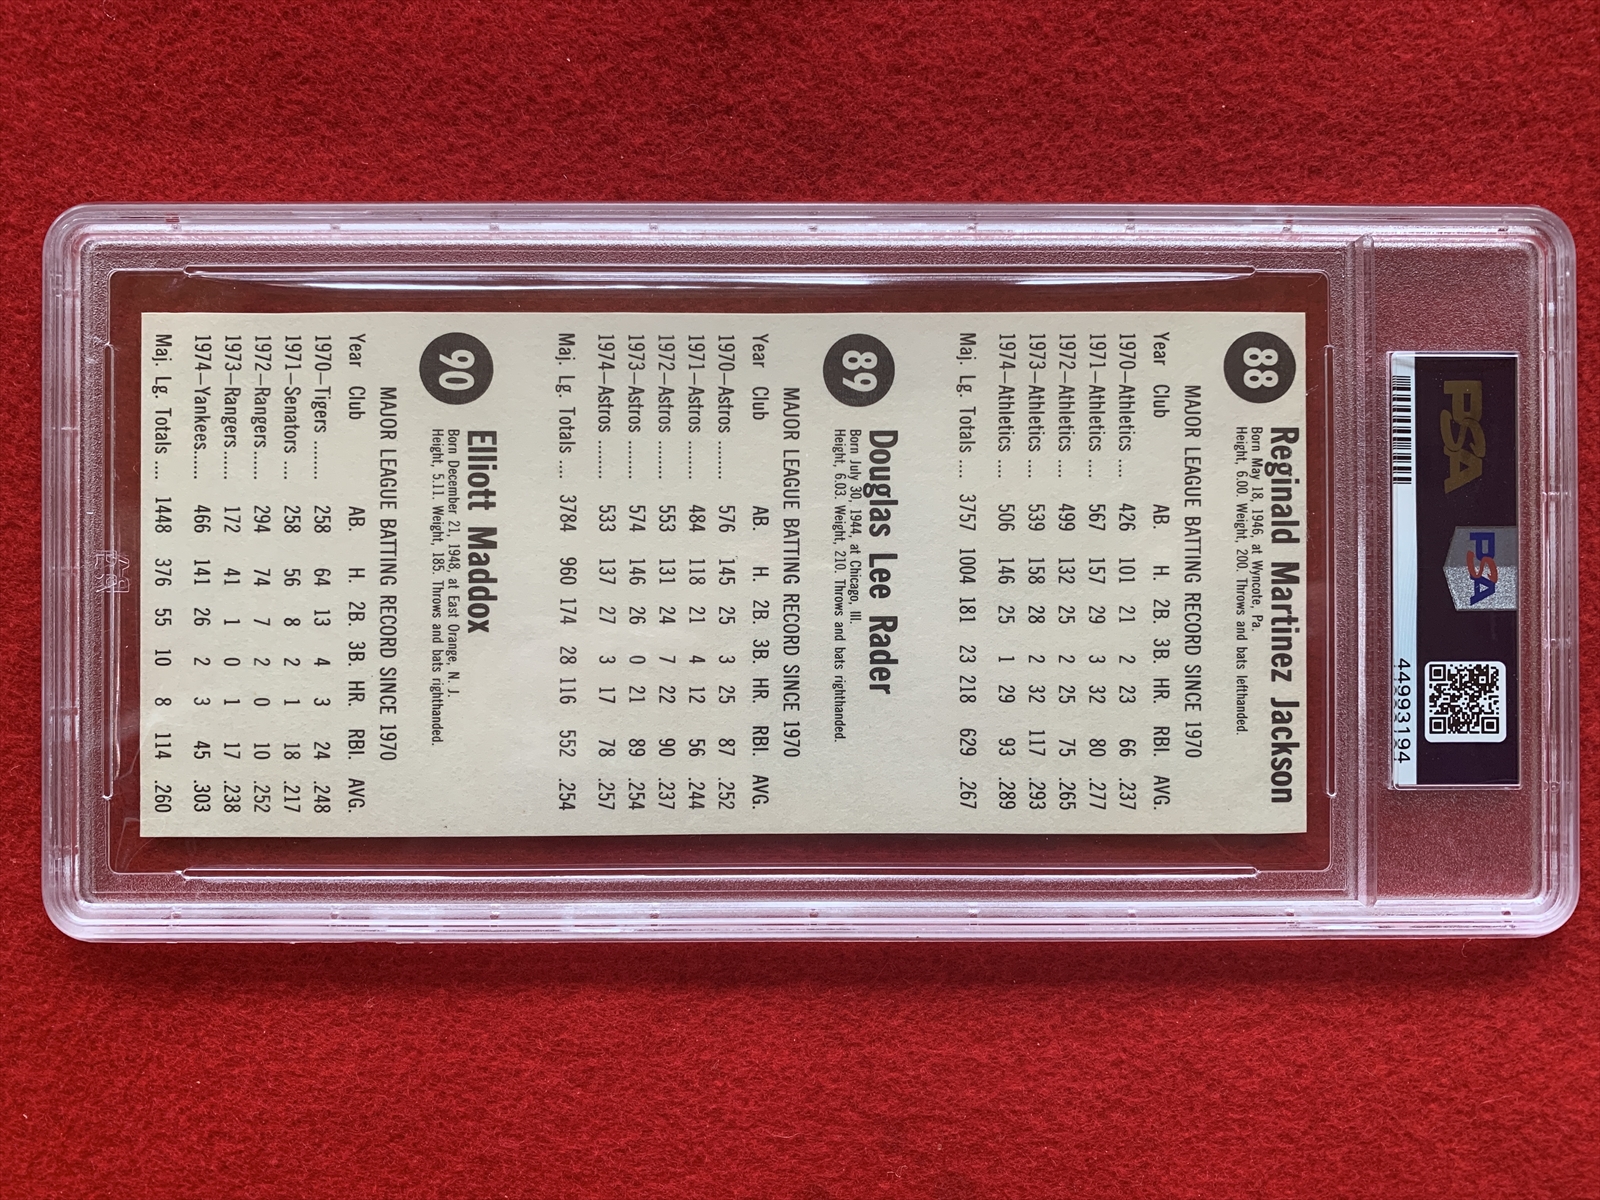 PSA
PSA
44993194
88
Reginald Martinez Jackson
Born May 18, 1946, at Wyncote, Pa.
Height, 6.00. Weight, 200. Throws and bats lefthanded.
MAJOR LEAGUE BATTING RECORD SINCE 1970
Year Club AB. H. 2B. 3B. HR. RBI. AVG.
1970—Athletics .... 426 101 21 2 23 66 .237
1971—Athletics .... 567 157 29 3 32 80 .277
1972—Athletics .... 499 132 25 2 25 75 .265
1973—Athletics .... 539 158 28 2 32 117 .293
1974—Athletics .... 506 146 25 1 29 93 .289
Maj. Lg. Totals .... 3757 1004 181 23 218 629 .267
89
Douglas Lee Rader
Born July 30, 1944, at Chicago, Ill.
Height, 6.03. Weight, 210. Throws and bats righthanded.
MAJOR LEAGUE BATTING RECORD SINCE 1970
Year Club AB. H. 2B. 3B. HR. RBI. AVG.
1970—Astros ........ 576 145 25 3 25 87 .252
1971—Astros ........ 484 118 21 4 12 56 .244
1972—Astros ........ 553 131 24 7 22 90 .237
1973—Astros ........ 574 146 26 0 21 89 .254
1974—Astros ........ 533 137 27 3 17 78 .257
Maj. Lg. Totals .... 3784 960 174 28 116 552 .254
90
Elliott Maddox
Born December 21, 1948, at East Orange, N. J.
Height, 5.11. Weight, 185. Throws and bats righthanded.
MAJOR LEAGUE BATTING RECORD SINCE 1970
Year Club AB. H. 2B. 3B. HR. RBI. AVG.
1970—Tigers ........ 258 64 13 4 3 24 .248
1971—Senators .... 258 56 8 2 1 18 .217
1972—Rangers...... 294 74 7 2 0 10 .252
1973—Rangers...... 172 41 1 0 1 17 .238
1974—Yankees...... 466 141 26 2 3 45 .303
Maj. Lg. Totals .... 1448 376 55 10 8 114 .260